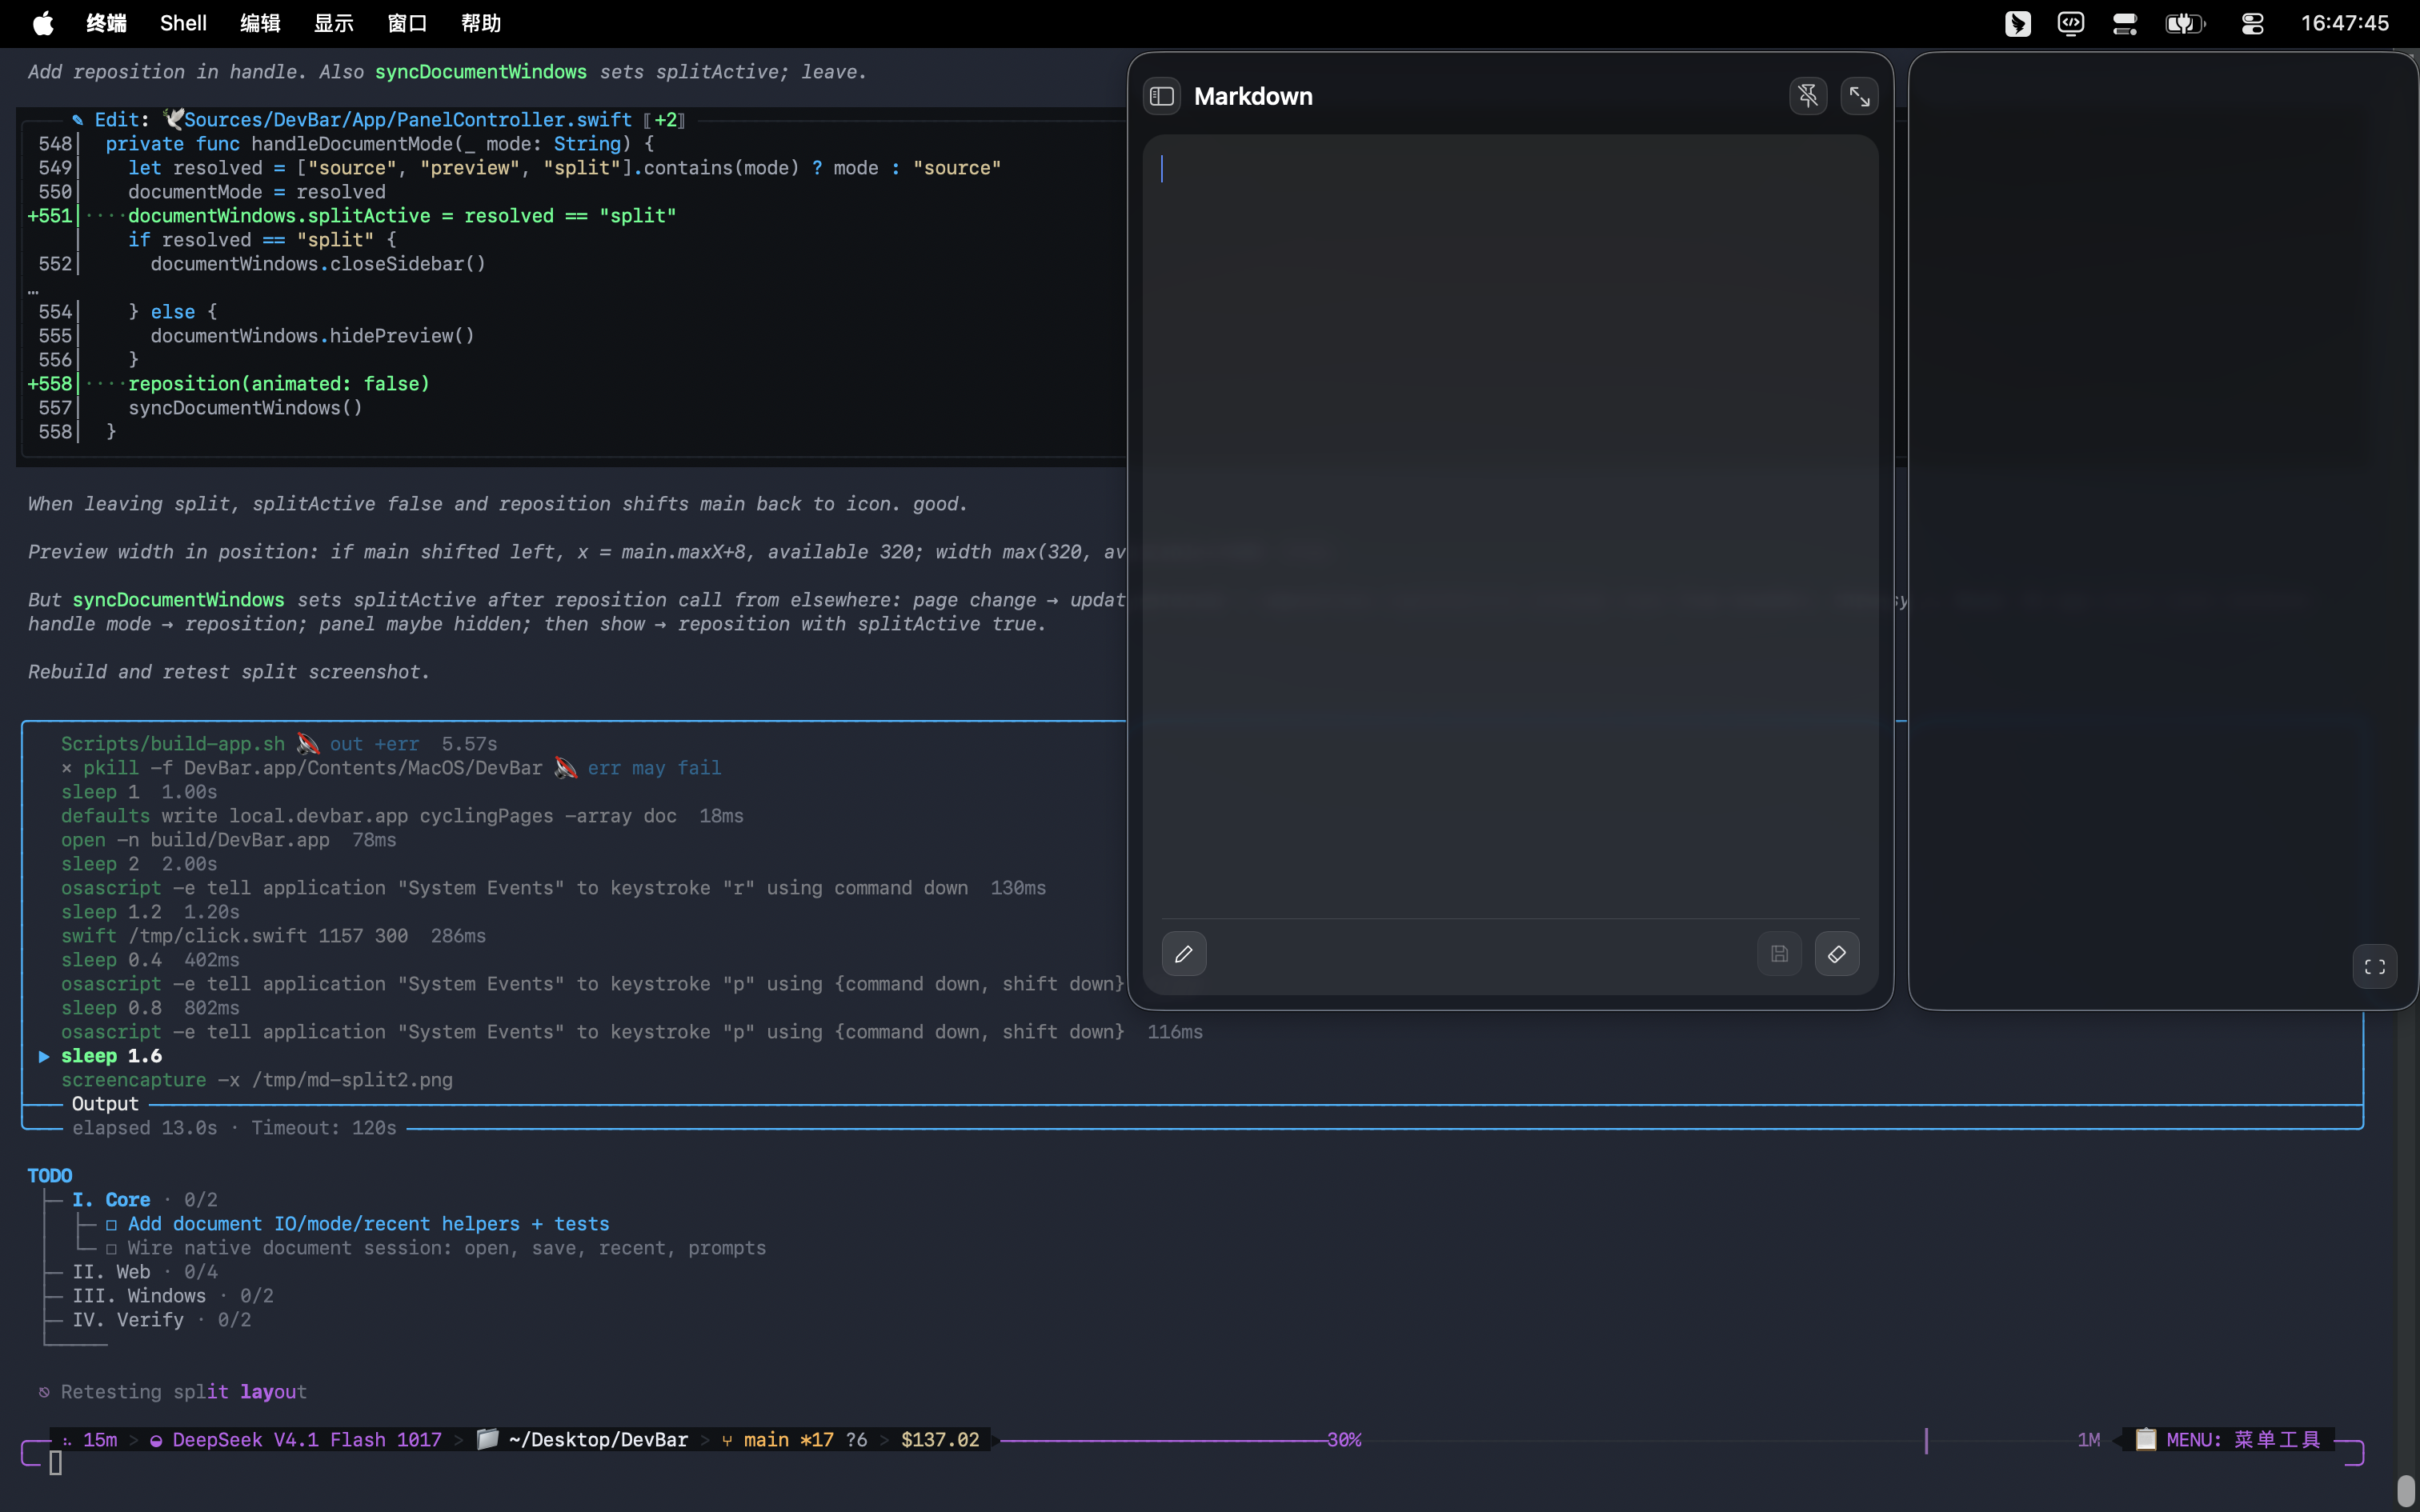 终端 Shell 编辑 显示 窗口 帮助 16:47:45
Add reposition in handle. Also syncDocumentWindows sets splitActive; leave.
✎ Edit: Sources/DevBar/App/PanelController.swift ⟦+2⟧
548| private func handleDocumentMode(_ mode: String) {
549| let resolved = ["source", "preview", "split"].contains(mode) ? mode : "source"
550| documentMode = resolved
+551|····documentWindows.splitActive = resolved == "split"
| if resolved == "split" {
552| documentWindows.closeSidebar()
…
554| } else {
555| documentWindows.hidePreview()
556| }
+558|····reposition(animated: false)
557| syncDocumentWindows()
558| }
When leaving split, splitActive false and reposition shifts main back to icon. good.
Preview width in position: if main shifted left, x = main.maxX+8, available 320; width max(320, av
But syncDocumentWindows sets splitActive after reposition call from elsewhere: page change → updat
handle mode → reposition; panel maybe hidden; then show → reposition with splitActive true.
Rebuild and retest split screenshot.
Scripts/build-app.sh out +err 5.57s
× pkill -f DevBar.app/Contents/MacOS/DevBar err may fail
sleep 1 1.00s
defaults write local.devbar.app cyclingPages -array doc 18ms
open -n build/DevBar.app 78ms
sleep 2 2.00s
osascript -e tell application "System Events" to keystroke "r" using command down 130ms
sleep 1.2 1.20s
swift /tmp/click.swift 1157 300 286ms
sleep 0.4 402ms
osascript -e tell application "System Events" to keystroke "p" using {command down, shift down}
sleep 0.8 802ms
osascript -e tell application "System Events" to keystroke "p" using {command down, shift down} 116ms
▶ sleep 1.6
screencapture -x /tmp/md-split2.png
Output
elapsed 13.0s · Timeout: 120s
TODO
I. Core · 0/2
☐ Add document IO/mode/recent helpers + tests
☐ Wire native document session: open, save, recent, prompts
II. Web · 0/4
III. Windows · 0/2
IV. Verify · 0/2
Retesting split layout
15m > DeepSeek V4.1 Flash 1017 > ~/Desktop/DevBar > main *17 ?6 > $137.02 30% 1M MENU: 菜单工具
Markdown